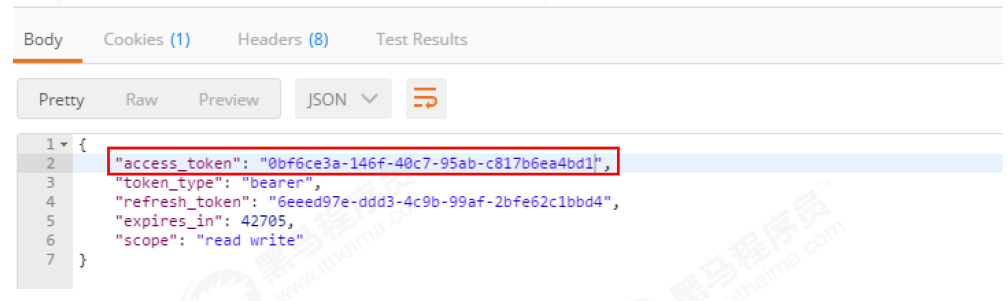 Body Cookies (1) Headers (8) Test Results
Pretty Raw Preview JSON
1 {
2 "access_token": "0bf6ce3a-146f-40c7-95ab-c817b6ea4bd1",
3 "token_type": "bearer",
4 "refresh_token": "6eeed97e-ddd3-4c9b-99af-2bfe62c1bbd4",
5 "expires_in": 42705,
6 "scope": "read write"
7 }
黑马程序员
www.itheima.com
黑马程序员
www.itheima.com